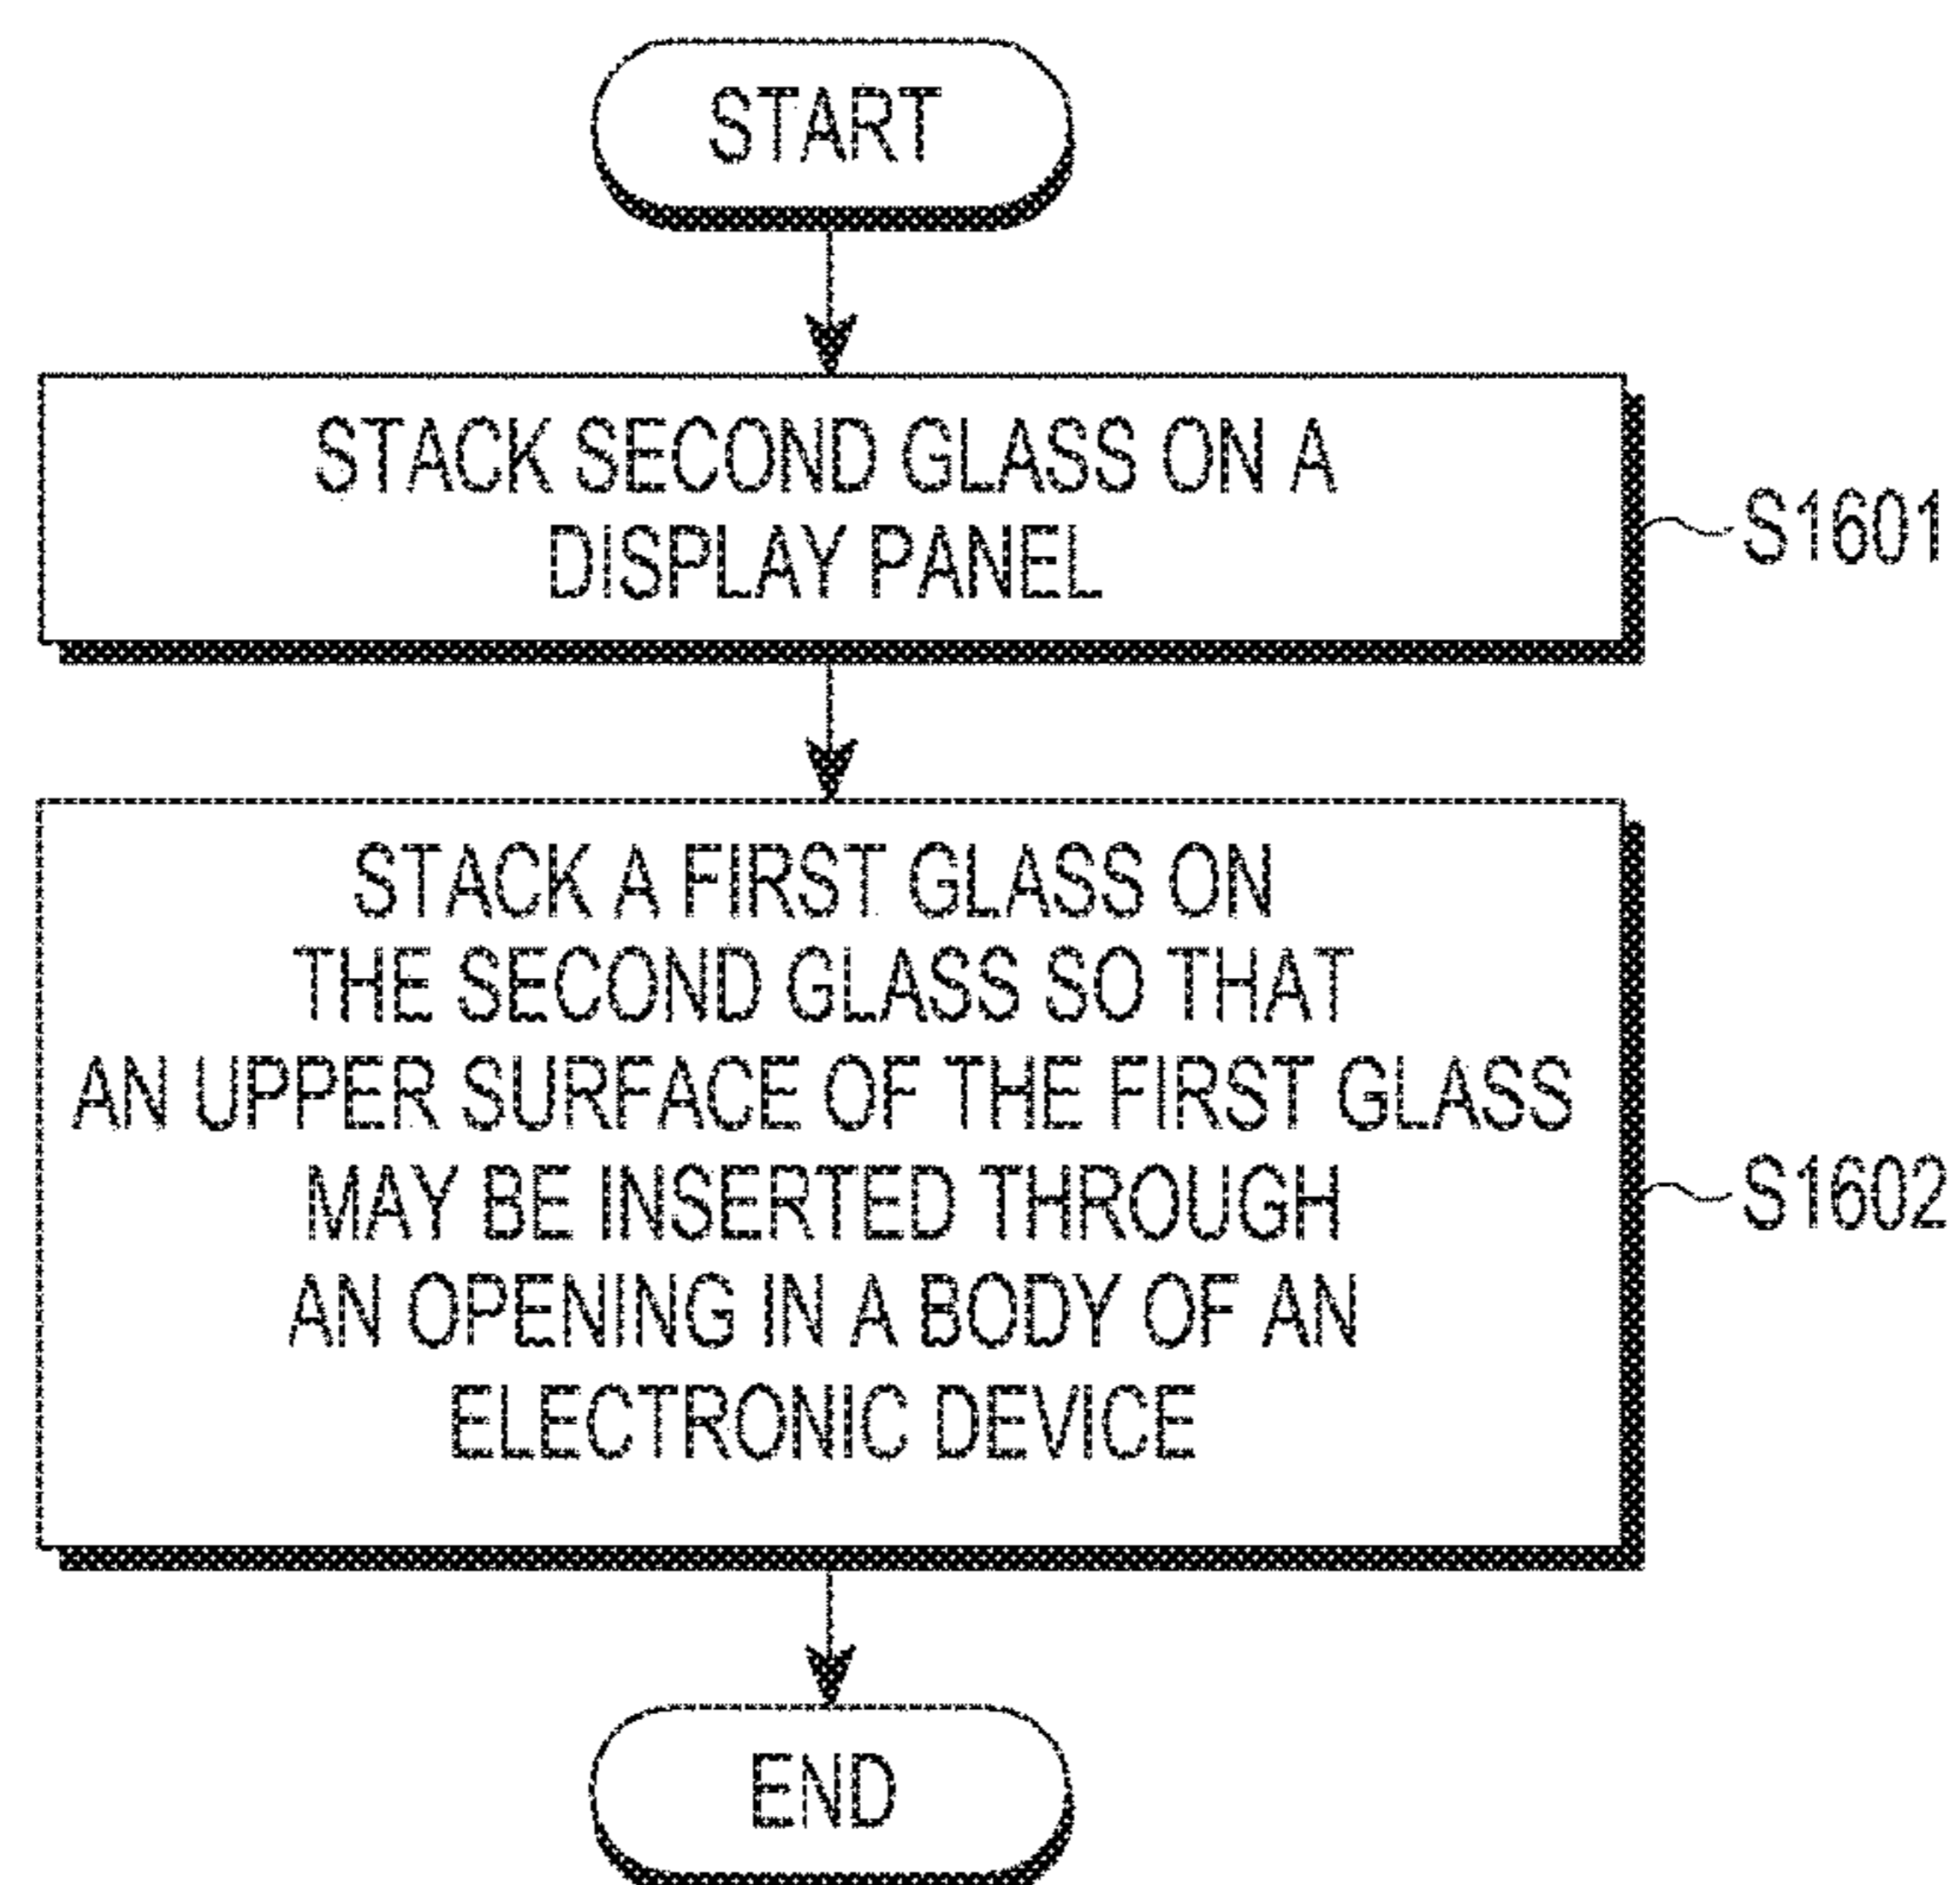 START
STACK SECOND GLASS ON A
DISPLAY PANEL
S1601
STACK A FIRST GLASS ON
THE SECOND GLASS SO THAT
AN UPPER SURFACE OF THE FIRST GLASS
MAY BE INSERTED THROUGH
AN OPENING IN A BODY OF AN
ELECTRONIC DEVICE
S1602
END